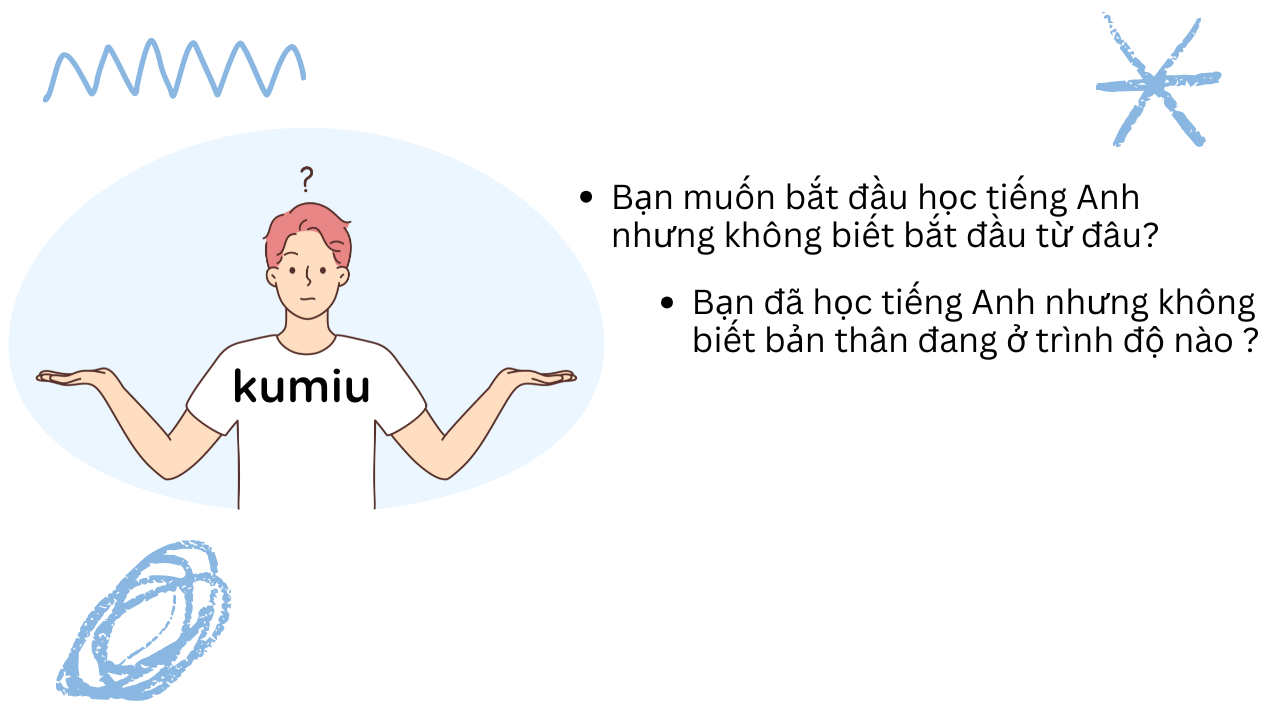 ?
Bạn muốn bắt đầu học tiếng Anh
nhưng không biết bắt đầu từ đâu?
Bạn đã học tiếng Anh nhưng không
biết bản thân đang ở trình độ nào ?
kumiu